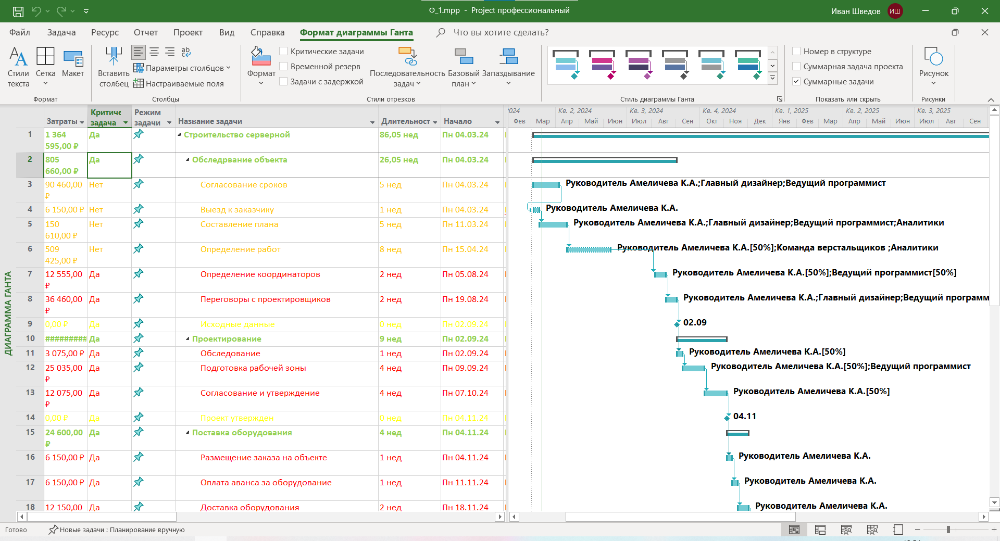 Ф_1.mpp - Project профессиональный
Иван Шведов
ИШ
Файл Задача Ресурс Отчет Проект Вид Справка Формат диаграммы Ганта Что вы хотите сделать?
Стили текста
Сетка
Макет
Формат
Вставить столбец
Параметры столбцов
Настраиваемые поля
Столбцы
Формат
Критические задачи
Временной резерв
Задачи с задержкой
Последовательность задач
Базовый план
Запаздывание
Стили отрезков
Стиль диаграммы Ганта
Номер в структуре
Суммарная задача проекта
Суммарные задачи
Показать или скрыть
Рисунок
Рисунки
ДИАГРАММА ГАНТА
Затраты Критиче задача Режим задачи Название задачи Длительност Начало
2024 Кв. 2, 2024 Кв. 3, 2024 Кв. 4, 2024 Кв. 1, 2025 Кв. 2, 2025 Кв. 3, 2025
Фев Мар Апр Май Июн Июл Авг Сен Окт Ноя Дек Янв Фев Мар Апр Май Июн Июл Авг Сен
1 1 364 595,00 ₽ Да Строительство серверной 86,05 нед Пн 04.03.24
2 805 660,00 ₽ Да Обследрвание объекта 26,05 нед Пн 04.03.24
3 90 460,00 ₽ Нет Согласование сроков 5 нед Пн 04.03.24 Руководитель Амеличева К.А.;Главный дизайнер;Ведущий программист
4 6 150,00 ₽ Нет Выезд к заказчику 1 нед Пн 04.03.24 Руководитель Амеличева К.А.
5 150 610,00 ₽ Нет Составление плана 5 нед Пн 11.03.24 Руководитель Амеличева К.А.;Главный дизайнер;Ведущий программист;Аналитики
6 509 425,00 ₽ Нет Определение работ 8 нед Пн 15.04.24 Руководитель Амеличева К.А.[50%];Команда верстальщиков ;Аналитики
7 12 555,00 ₽ Да Определение координаторов 2 нед Пн 05.08.24 Руководитель Амеличева К.А.[50%];Ведущий программист[50%]
8 36 460,00 ₽ Да Переговоры с проектировщиков 2 нед Пн 19.08.24 Руководитель Амеличева К.А.;Главный дизайнер;Ведущий программ
9 0,00 ₽ Да Исходные данные 0 нед Пн 02.09.24 02.09
10 ######### Да Проектирование 9 нед Пн 02.09.24
11 3 075,00 ₽ Да Обследование 1 нед Пн 02.09.24 Руководитель Амеличева К.А.[50%]
12 25 035,00 ₽ Да Подготовка рабочей зоны 4 нед Пн 09.09.24 Руководитель Амеличева К.А.[50%];Ведущий программист
13 12 075,00 ₽ Да Согласование и утверждение 4 нед Пн 07.10.24 Руководитель Амеличева К.А.[50%]
14 0,00 ₽ Да Проект утвержден 0 нед Пн 04.11.24 04.11
15 24 600,00 ₽ Да Поставка оборудования 4 нед Пн 04.11.24
16 6 150,00 ₽ Да Размещение заказа на объекте 1 нед Пн 04.11.24 Руководитель Амеличева К.А.
17 6 150,00 ₽ Да Оплата аванса за оборудование 1 нед Пн 11.11.24 Руководитель Амеличева К.А.
18 12 150,00 Да Доставка оборудования 2 нед Пн 18.11.24 Руководитель Амеличева К.А.
Готово Новые задачи : Планирование вручную